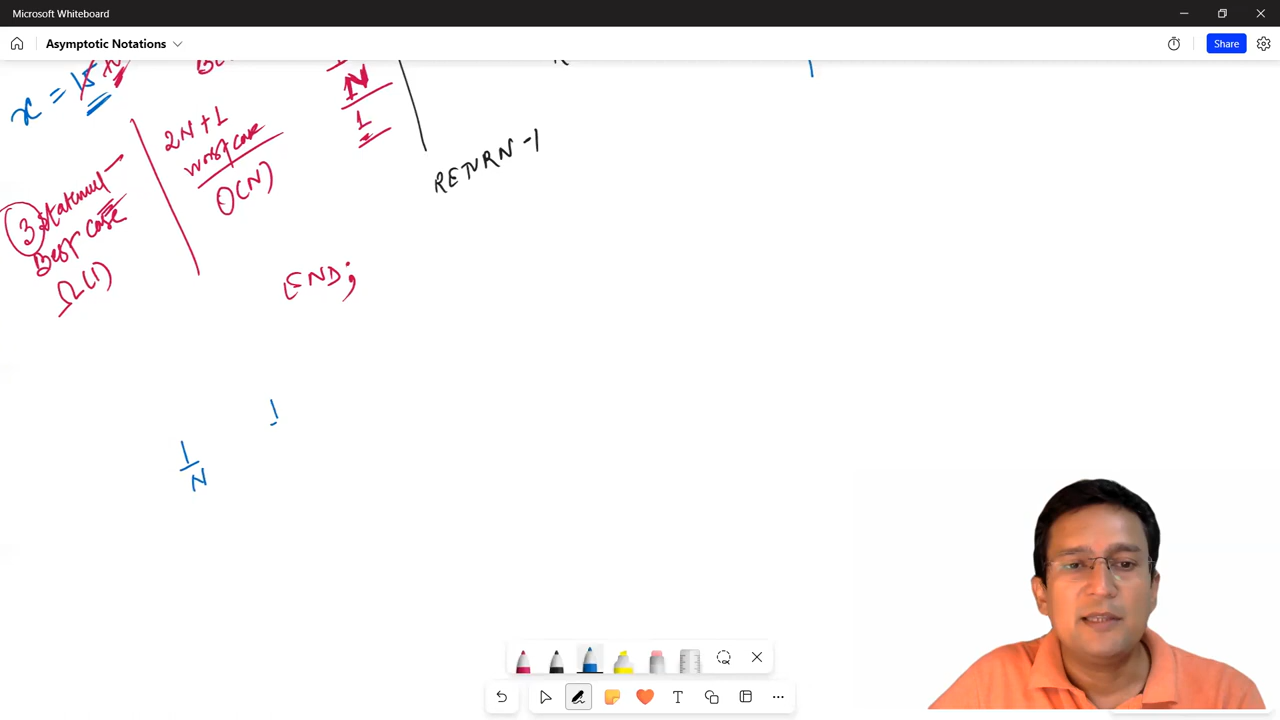 Microsoft Whiteboard
Asymptotic Notations
Share
x = 15
N
1
2N+1
worst case
O(N)
RETURN -1
3 Statement
Best case
Ω(1)
END;
1
1
N